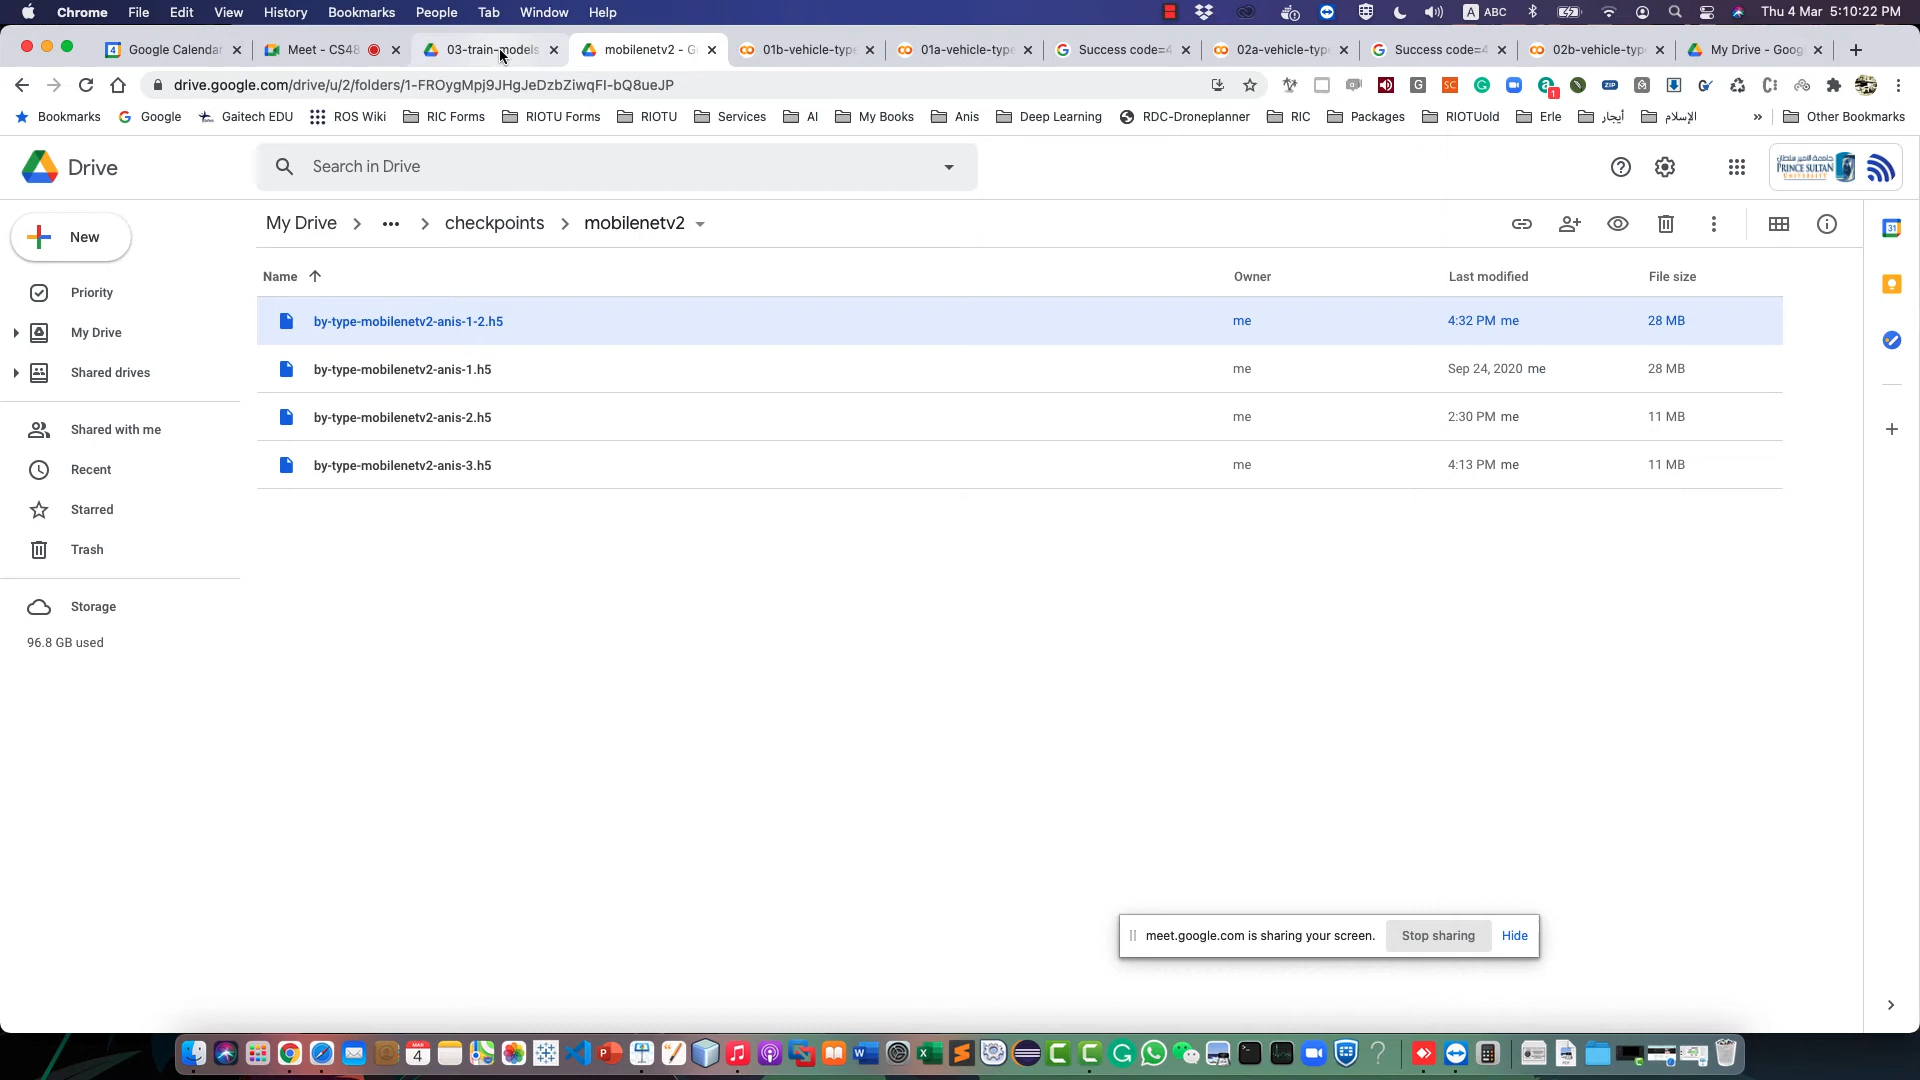 Chrome File Edit View History Bookmarks People Tab Window Help ABC Thu 4 Mar 5:10:22 PM
Google Calendar Meet - CS48 03-train-models mobilenetv2 - G 01b-vehicle-type 01a-vehicle-type Success code=4 02a-vehicle-type Success code=4 02b-vehicle-type My Drive - Goog
drive.google.com/drive/u/2/folders/1-FROygMpj9JHgJeDzbZiwqFI-bQ8ueJP
Bookmarks Google Gaitech EDU ROS Wiki RIC Forms RIOTU Forms RIOTU Services AI My Books Anis Deep Learning RDC-Droneplanner RIC Packages RIOTUold Erle أيجار الإسلام » Other Bookmarks
Drive Search in Drive
PRINCE SULTAN
UNIVERSITY
New My Drive checkpoints mobilenetv2
Name Owner Last modified File size
Priority
by-type-mobilenetv2-anis-1-2.h5 me 4:32 PM me 28 MB
My Drive
by-type-mobilenetv2-anis-1.h5 me Sep 24, 2020 me 28 MB
Shared drives
by-type-mobilenetv2-anis-2.h5 me 2:30 PM me 11 MB
Shared with me
by-type-mobilenetv2-anis-3.h5 me 4:13 PM me 11 MB
Recent
Starred
Trash
Storage
96.8 GB used
meet.google.com is sharing your screen. Stop sharing Hide